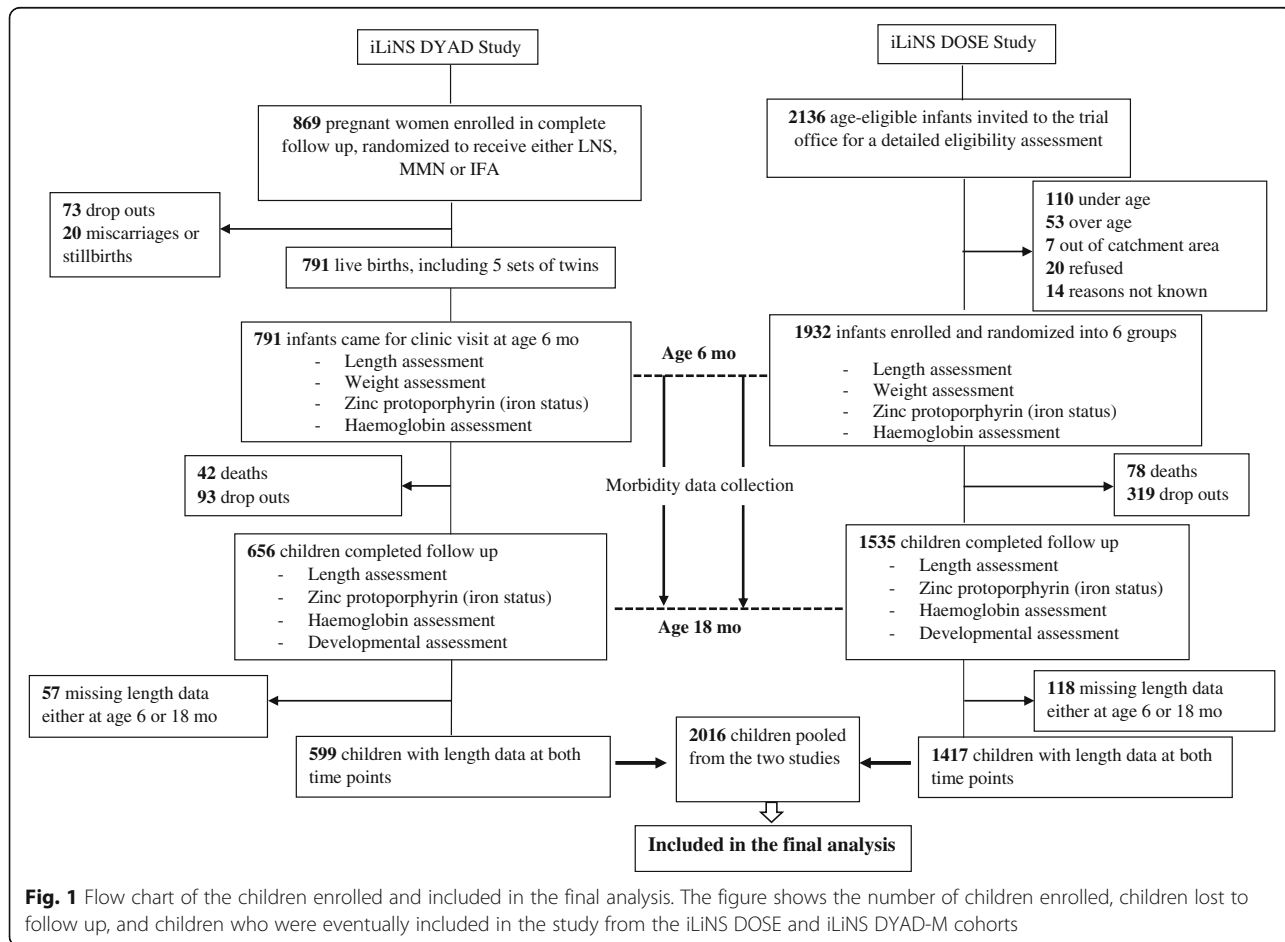 iLiNS DYAD Study
869 pregnant women enrolled in complete
follow up, randomized to receive either LNS,
MMN or IFA
73 drop outs
20 miscarriages or
stillbirths
791 live births, including 5 sets of twins
791 infants came for clinic visit at age 6 mo
- Length assessment
- Weight assessment
- Zinc protoporphyrin (iron status)
- Haemoglobin assessment
42 deaths
93 drop outs
656 children completed follow up
- Length assessment
- Zinc protoporphyrin (iron status)
- Haemoglobin assessment
- Developmental assessment
57 missing length data
either at age 6 or 18 mo
599 children with length data at both
time points
Age 6 mo
Morbidity data collection
Age 18 mo
iLiNS DOSE Study
2136 age-eligible infants invited to the trial
office for a detailed eligibility assessment
110 under age
53 over age
7 out of catchment area
20 refused
14 reasons not known
1932 infants enrolled and randomized into 6 groups
- Length assessment
- Weight assessment
- Zinc protoporphyrin (iron status)
- Haemoglobin assessment
78 deaths
319 drop outs
1535 children completed follow up
- Length assessment
- Zinc protoporphyrin (iron status)
- Haemoglobin assessment
- Developmental assessment
118 missing length data
either at age 6 or 18 mo
1417 children with length data at both
time points
2016 children pooled
from the two studies
Included in the final analysis
Fig. 1 Flow chart of the children enrolled and included in the final analysis. The figure shows the number of children enrolled, children lost to
follow up, and children who were eventually included in the study from the iLiNS DOSE and iLiNS DYAD-M cohorts